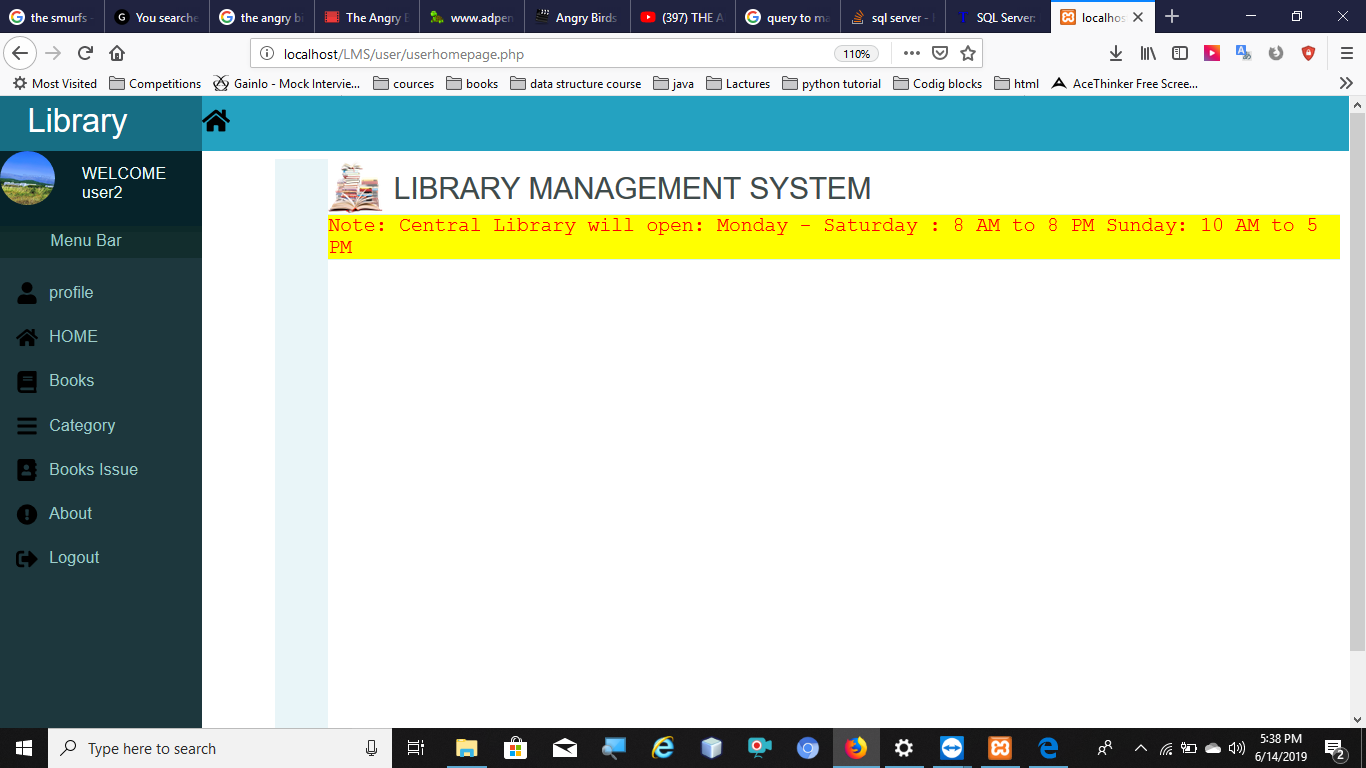 the smurfs -
You searche
the angry bi
The Angry B
www.adpen
Angry Birds
(397) THE A
query to ma
sql server -
SQL Server:
localhos
localhost/LMS/user/userhomepage.php
110%
Most Visited
Competitions
Gainlo - Mock Intervie...
cources
books
data structure course
java
Lactures
python tutorial
Codig blocks
html
AceThinker Free Scree...
Library
WELCOME
user2
Menu Bar
profile
HOME
Books
Category
Books Issue
About
Logout
LIBRARY MANAGEMENT SYSTEM
Note: Central Library will open: Monday - Saturday : 8 AM to 8 PM Sunday: 10 AM to 5
PM
Type here to search
5:38 PM
6/14/2019
2